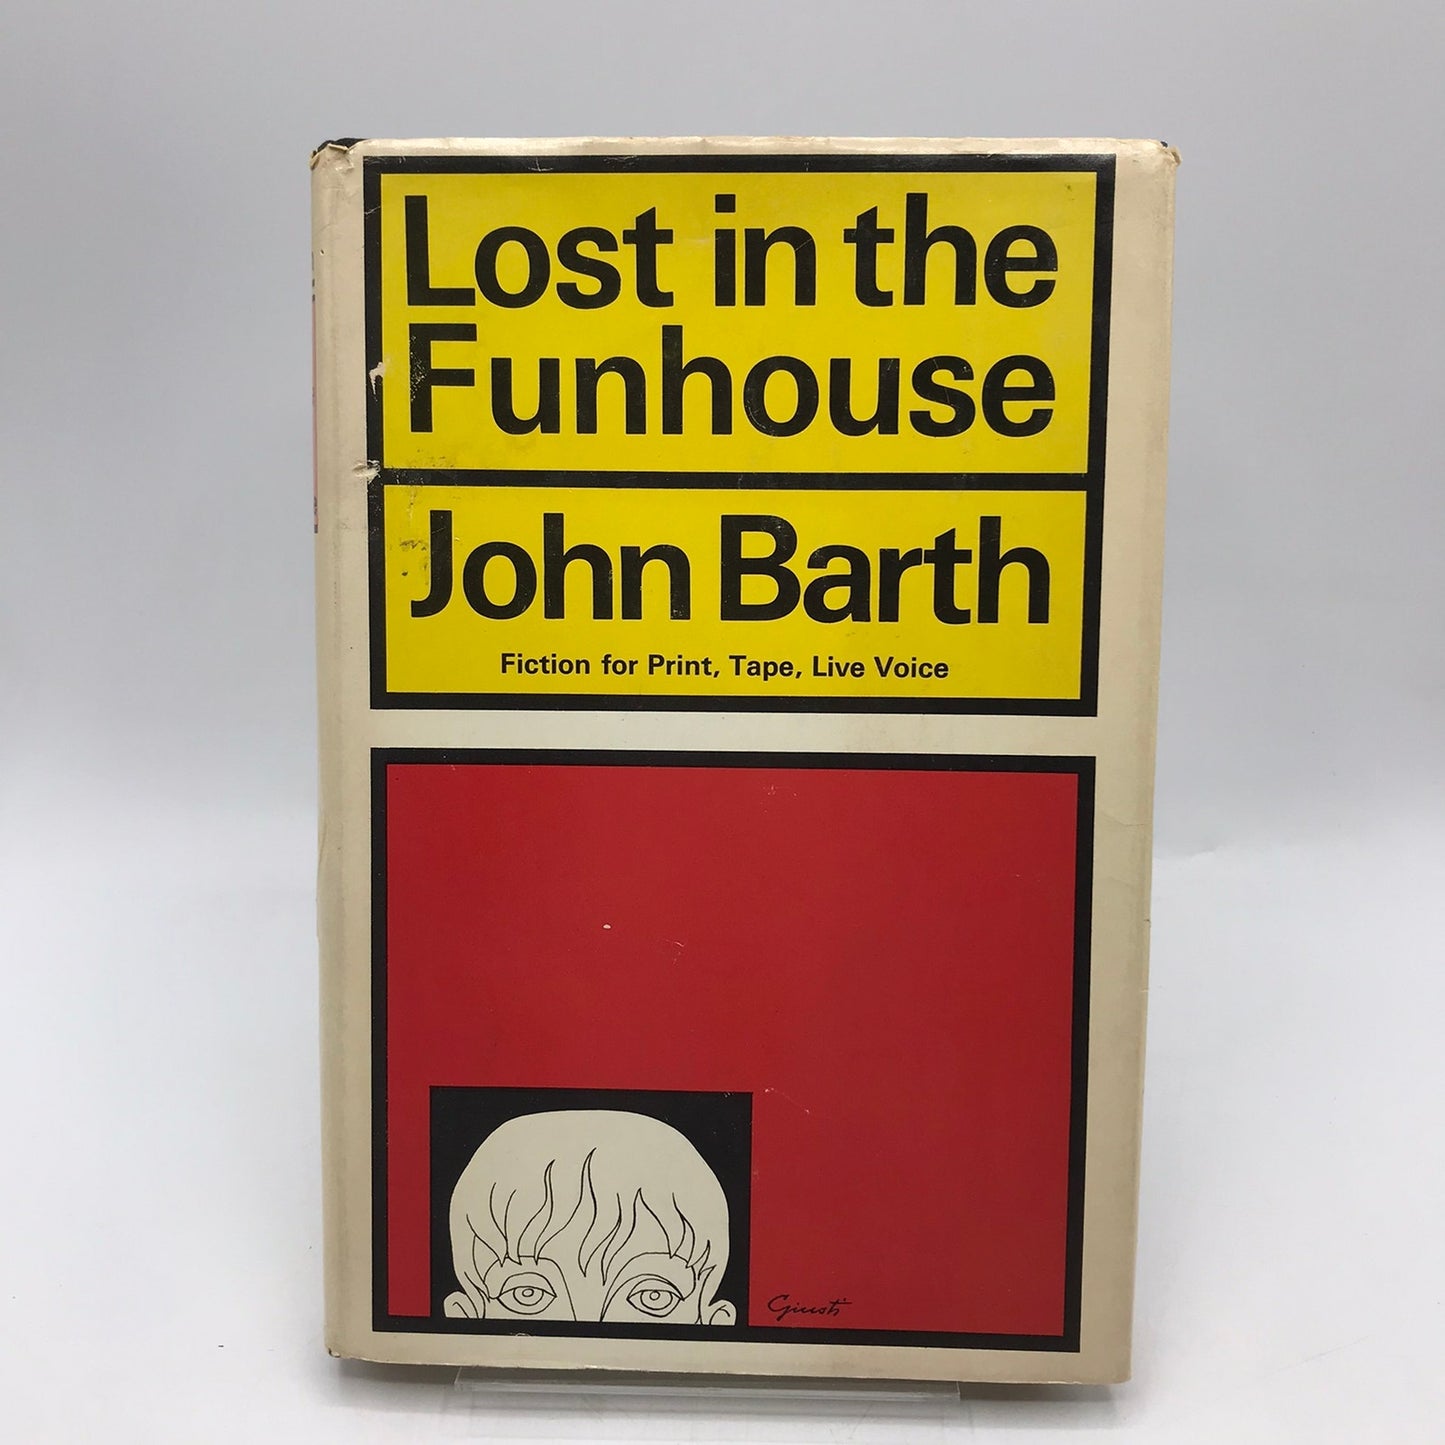 Lost in the
Funhouse
John Barth
Fiction for Print, Tape, Live Voice
Giusti